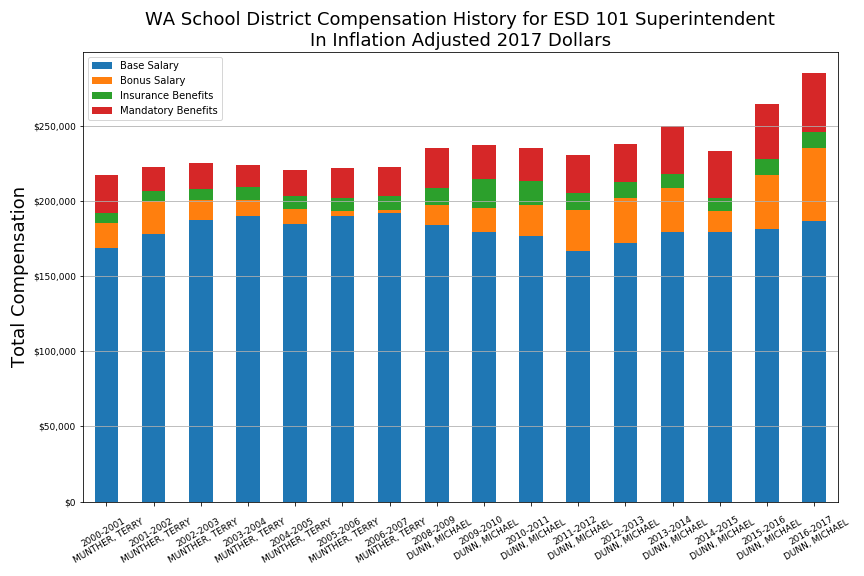 WA School District Compensation History for ESD 101 Superintendent
In Inflation Adjusted 2017 Dollars
Base Salary
Bonus Salary
Insurance Benefits
Mandatory Benefits
Total Compensation
$250,000
$200,000
$150,000
$100,000
$50,000
$0
2000-2001
MUNTHER, TERRY
2001-2002
MUNTHER, TERRY
2002-2003
MUNTHER, TERRY
2003-2004
MUNTHER, TERRY
2004-2005
MUNTHER, TERRY
2005-2006
MUNTHER, TERRY
2006-2007
MUNTHER, TERRY
2008-2009
DUNN, MICHAEL
2009-2010
DUNN, MICHAEL
2010-2011
DUNN, MICHAEL
2011-2012
DUNN, MICHAEL
2012-2013
DUNN, MICHAEL
2013-2014
DUNN, MICHAEL
2014-2015
DUNN, MICHAEL
2015-2016
DUNN, MICHAEL
2016-2017
DUNN, MICHAEL